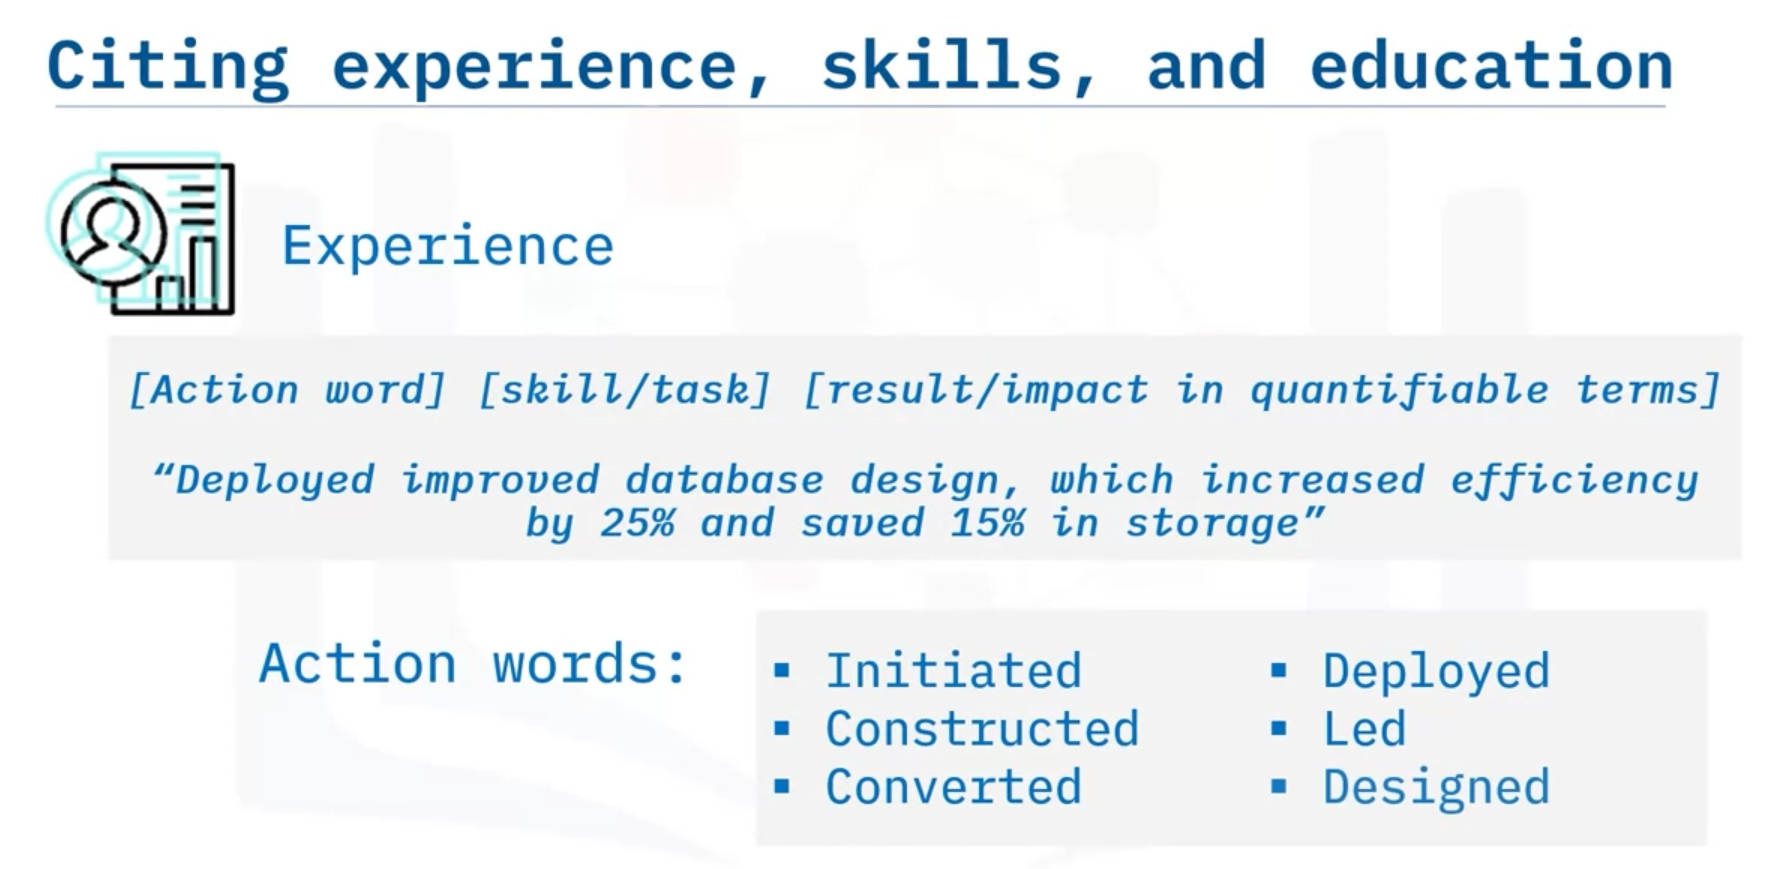 Citing experience, skills, and education
Experience
[Action word] [skill/task] [result/impact in quantifiable terms]
“Deployed improved database design, which increased efficiency
by 25% and saved 15% in storage”
Action words:
▪ Initiated
▪ Constructed
▪ Converted
▪ Deployed
▪ Led
▪ Designed